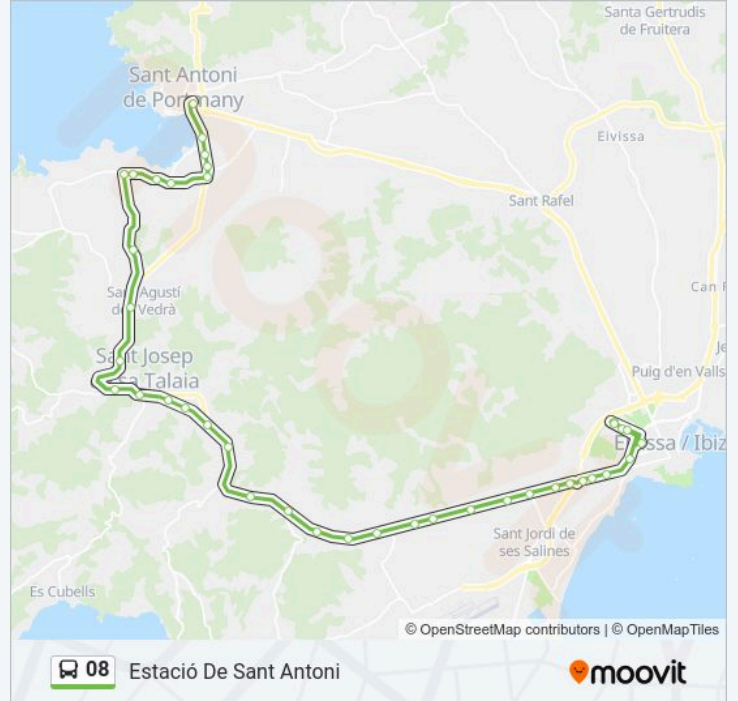 Santa Gertrudis
de Fruitera
Sant Antoni
de Portmany
Eivissa
Sant Rafel
Sant Agustí
de Vedrà
Sant Josep
sa Talaia
Can
Puig d'en Valls
Eivissa / Ibiz
Sant Jordi de
ses Salines
Es Cubells
© OpenStreetMap contributors | © OpenMapTiles
08 Estació De Sant Antoni
moovit